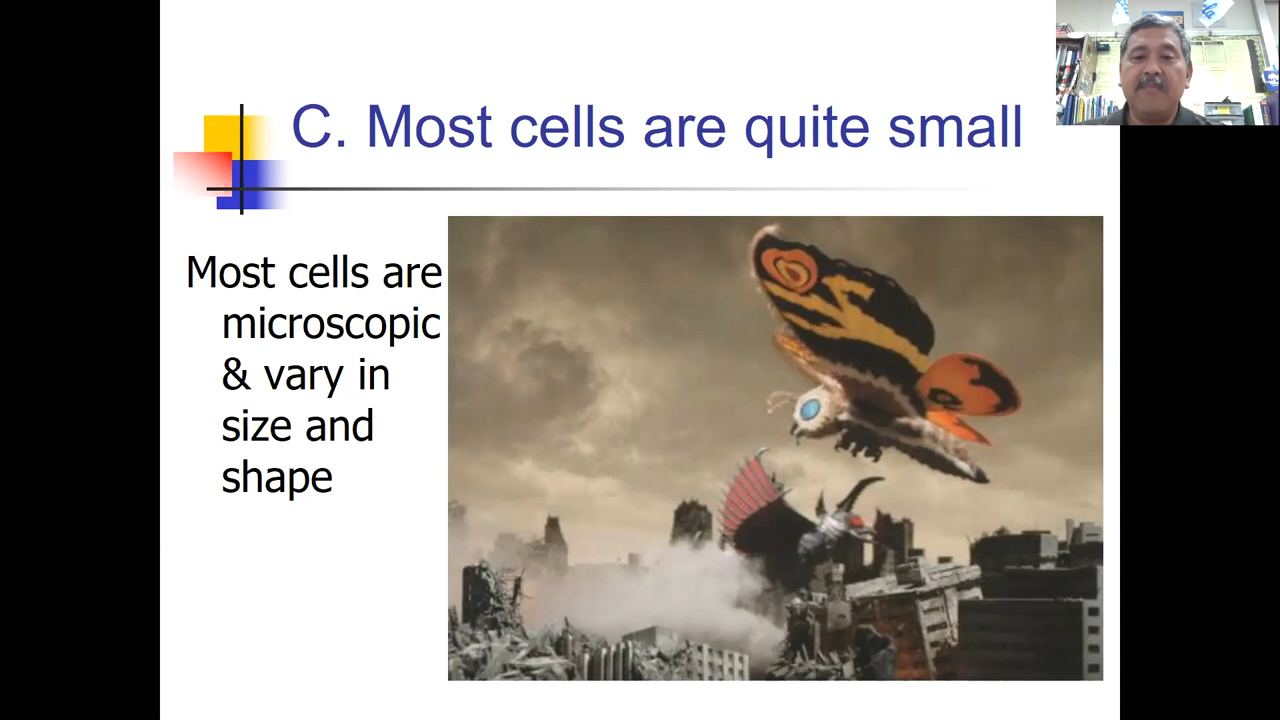 C. Most cells are quite small
Most cells are
microscopic
& vary in
size and
shape